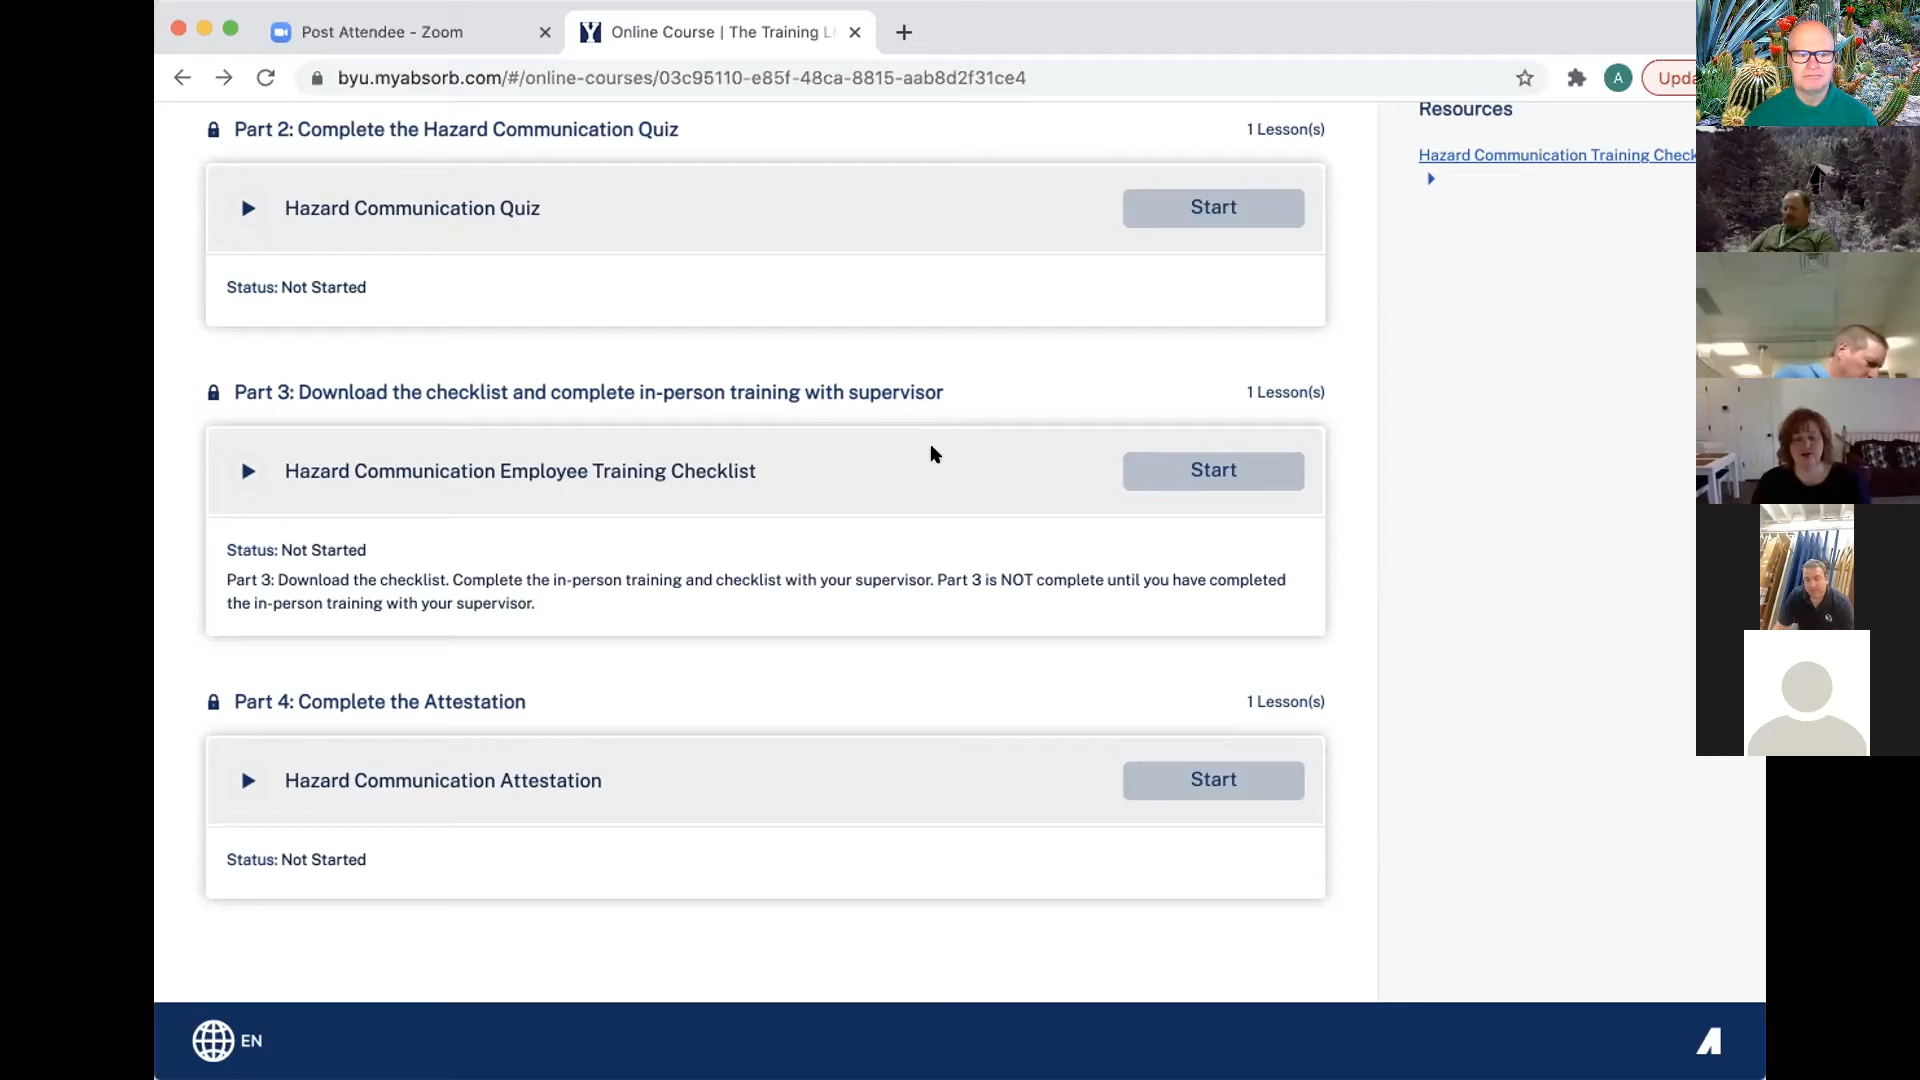 Post Attendee - Zoom
Online Course | The Training Li
byu.myabsorb.com/#/online-courses/03c95110-e85f-48ca-8815-aab8d2f31ce4
A
Upda
Part 2: Complete the Hazard Communication Quiz
1 Lesson(s)
Hazard Communication Quiz
Start
Status: Not Started
Part 3: Download the checklist and complete in-person training with supervisor
1 Lesson(s)
Hazard Communication Employee Training Checklist
Start
Status: Not Started
Part 3: Download the checklist. Complete the in-person training and checklist with your supervisor. Part 3 is NOT complete until you have completed
the in-person training with your supervisor.
Part 4: Complete the Attestation
1 Lesson(s)
Hazard Communication Attestation
Start
Status: Not Started
Resources
Hazard Communication Training Check
EN